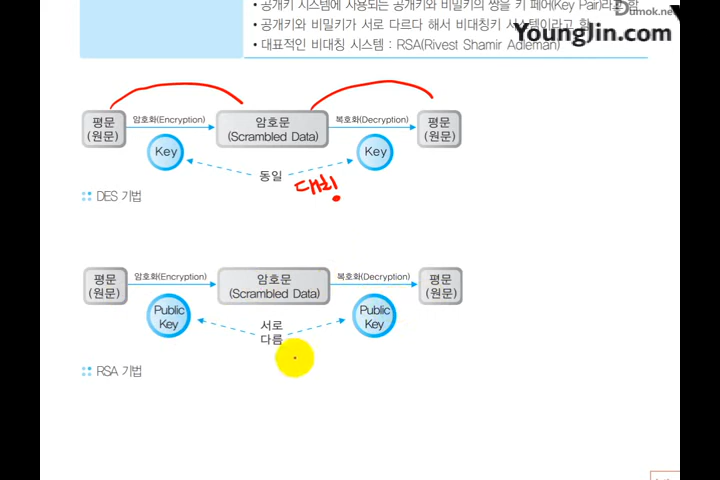 • 공개키 시스템에 사용되는 공개키와 비밀키의 쌍을 키 페어(Key Pair)라고 함
Dumok.ne
• 공개키와 비밀키가 서로 다르다 해서 비대칭키 시스템이라고 함
YoungJin.com
• 대표적인 비대칭 시스템 : RSA(Rivest Shamir Adleman)
평문
(원문)
암호화(Encryption)
암호문
(Scrambled Data)
복호화(Decryption)
평문
(원문)
Key
Key
동일
대칭!
DES 기법
평문
(원문)
암호화(Encryption)
암호문
(Scrambled Data)
복호화(Decryption)
평문
(원문)
Public
Key
Public
Key
서로
다름
RSA 기법